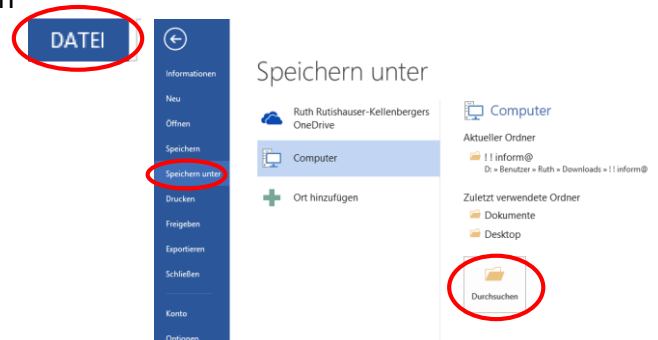 DATEI
Informationen
Neu
Öffnen
Speichern
Speichern unter
Drucken
Freigeben
Exportieren
Schließen
Konto
Optionen
Speichern unter
Ruth Rutishauser-Kellenbergers
OneDrive
Computer
Ort hinzufügen
Computer
Aktueller Ordner
! ! inform@
D: » Benutzer » Ruth » Downloads » ! ! inform@
Zuletzt verwendete Ordner
Dokumente
Desktop
Durchsuchen